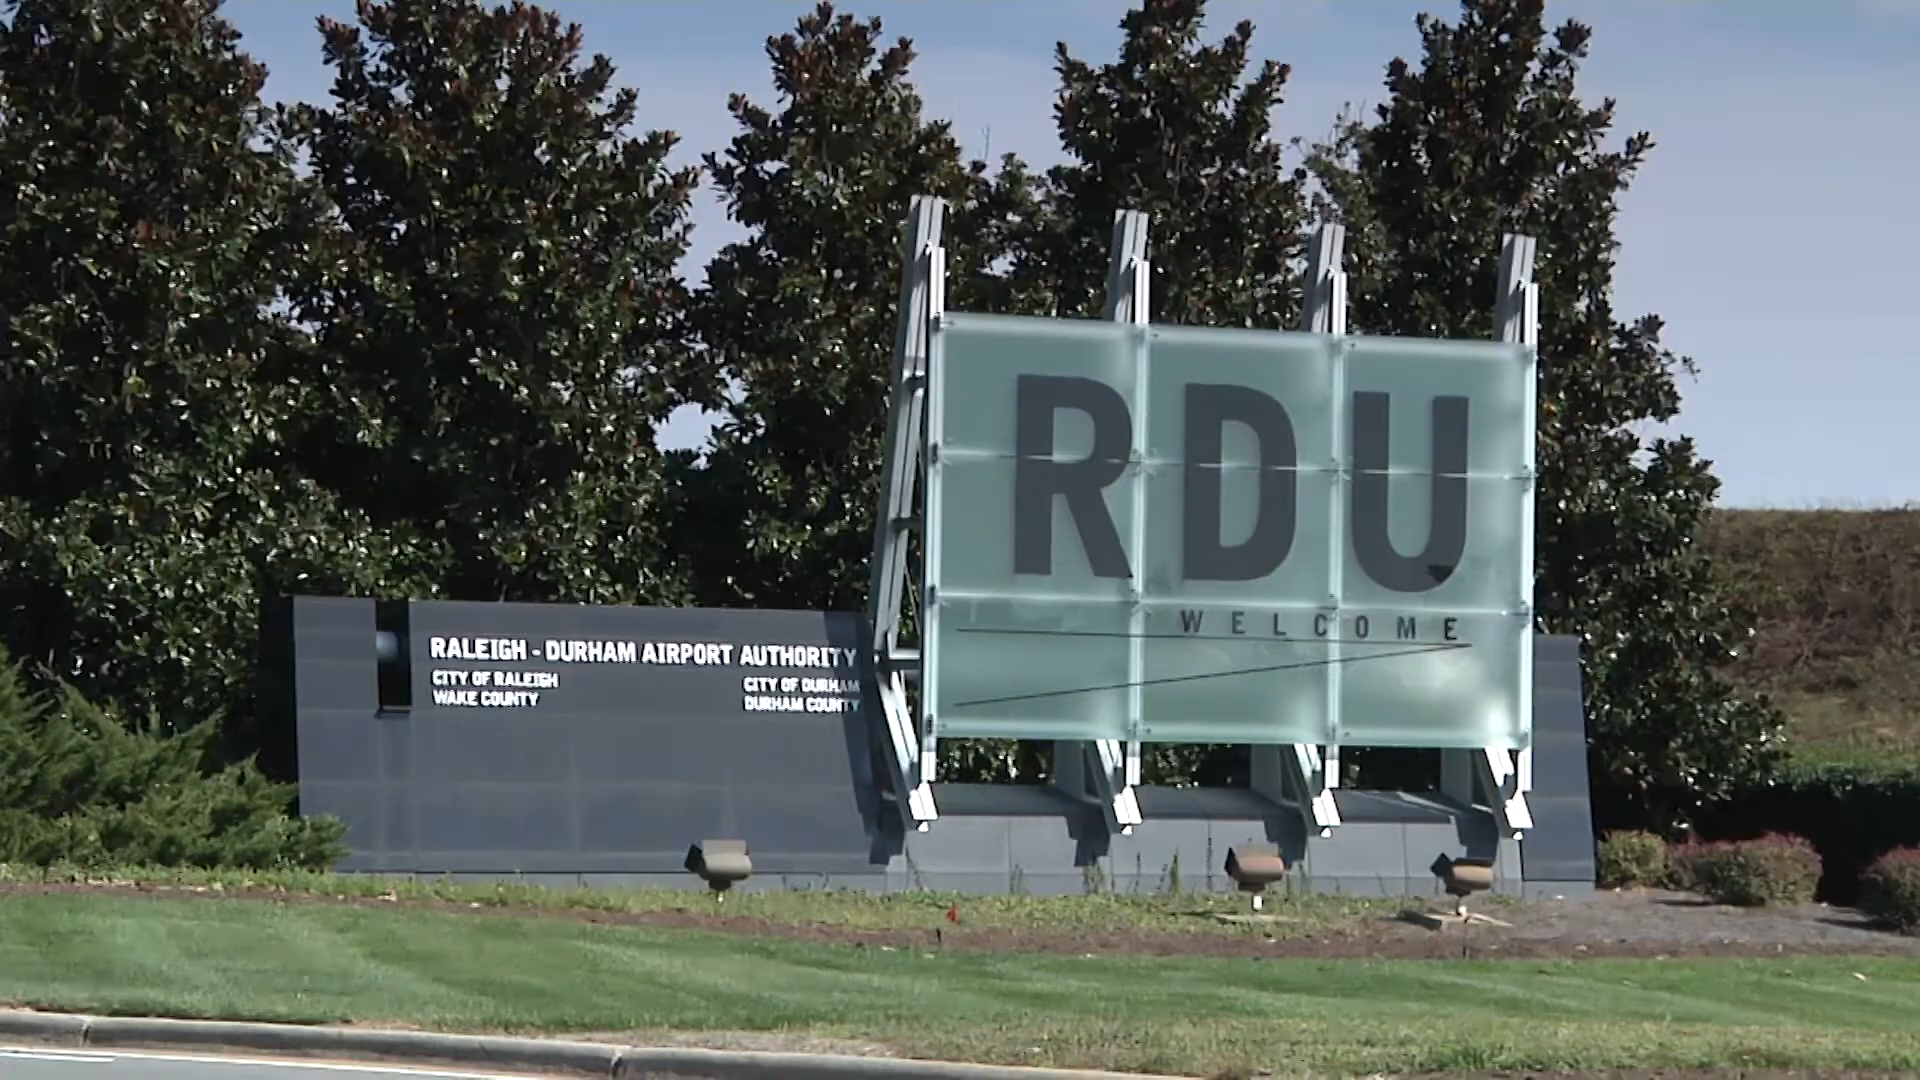 RDU
WELCOME
RALEIGH - DURHAM AIRPORT AUTHORITY
CITY OF RALEIGH
WAKE COUNTY
CITY OF DURHAM
DURHAM COUNTY